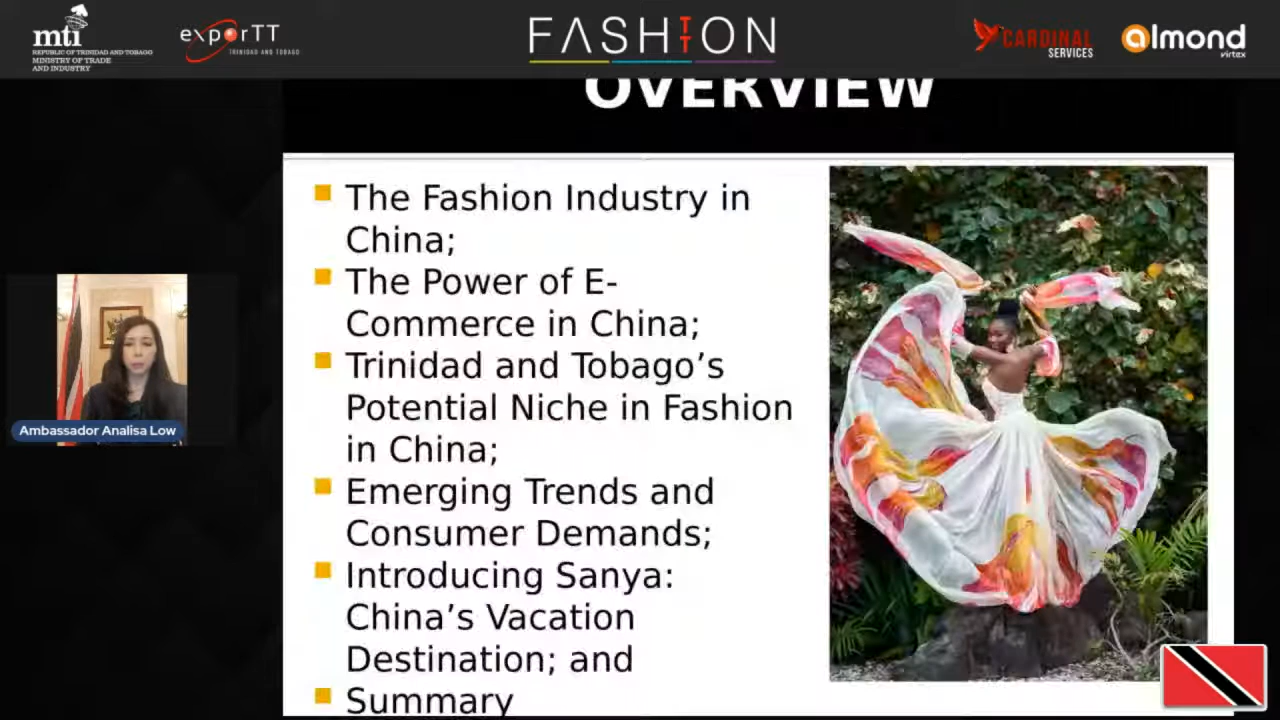 mti
REPUBLIC OF TRINIDAD AND TOBAGO
MINISTRY OF TRADE
AND INDUSTRY
exporTT
TRINIDAD AND TOBAGO
FASHION
CARDINAL
SERVICES
almond
virtex
OVERVIEW
The Fashion Industry in
China;
The Power of E-
Commerce in China;
Trinidad and Tobago’s
Potential Niche in Fashion
in China;
Emerging Trends and
Consumer Demands;
Introducing Sanya:
China’s Vacation
Destination; and
Summary
Ambassador Analisa Low